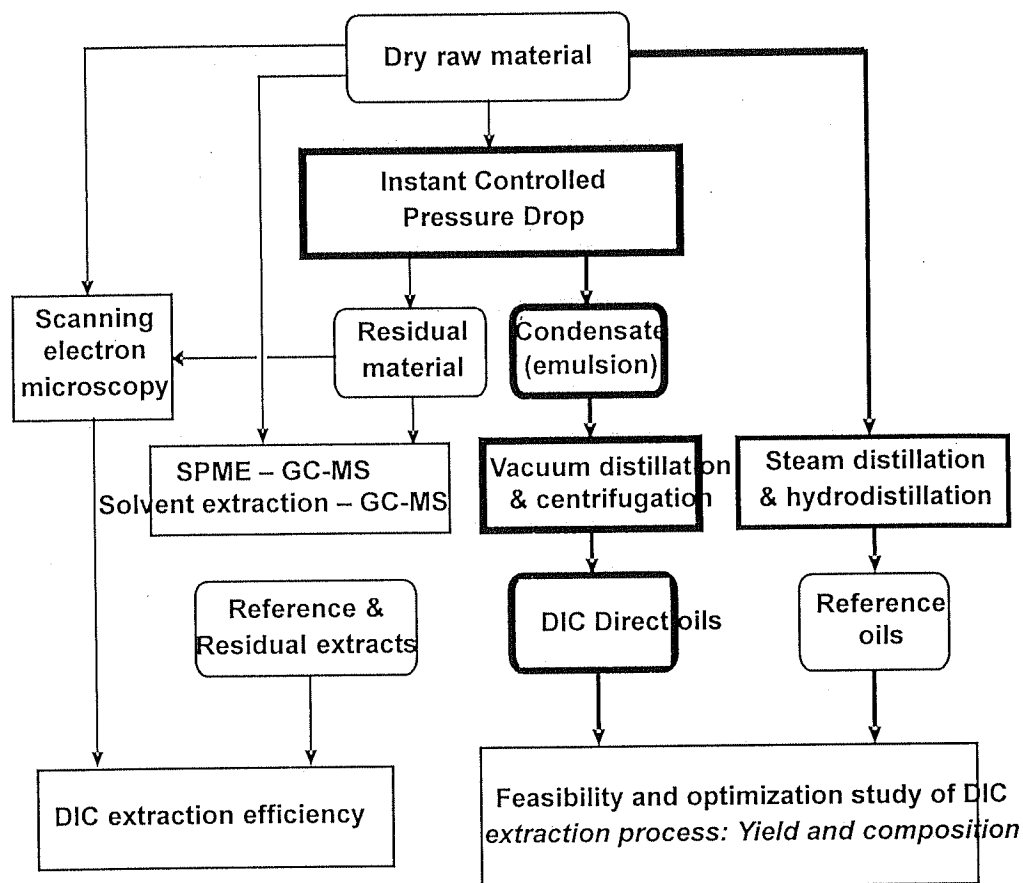 Dry raw material
Instant Controlled
Pressure Drop
Scanning
electron
microscopy
Residual
material
Condensate
(emulsion)
SPME – GC-MS
Solvent extraction – GC-MS
Vacuum distillation
& centrifugation
Steam distillation
& hydrodistillation
Reference &
Residual extracts
DIC Direct oils
Reference
oils
DIC extraction efficiency
Feasibility and optimization study of DIC
extraction process: Yield and composition